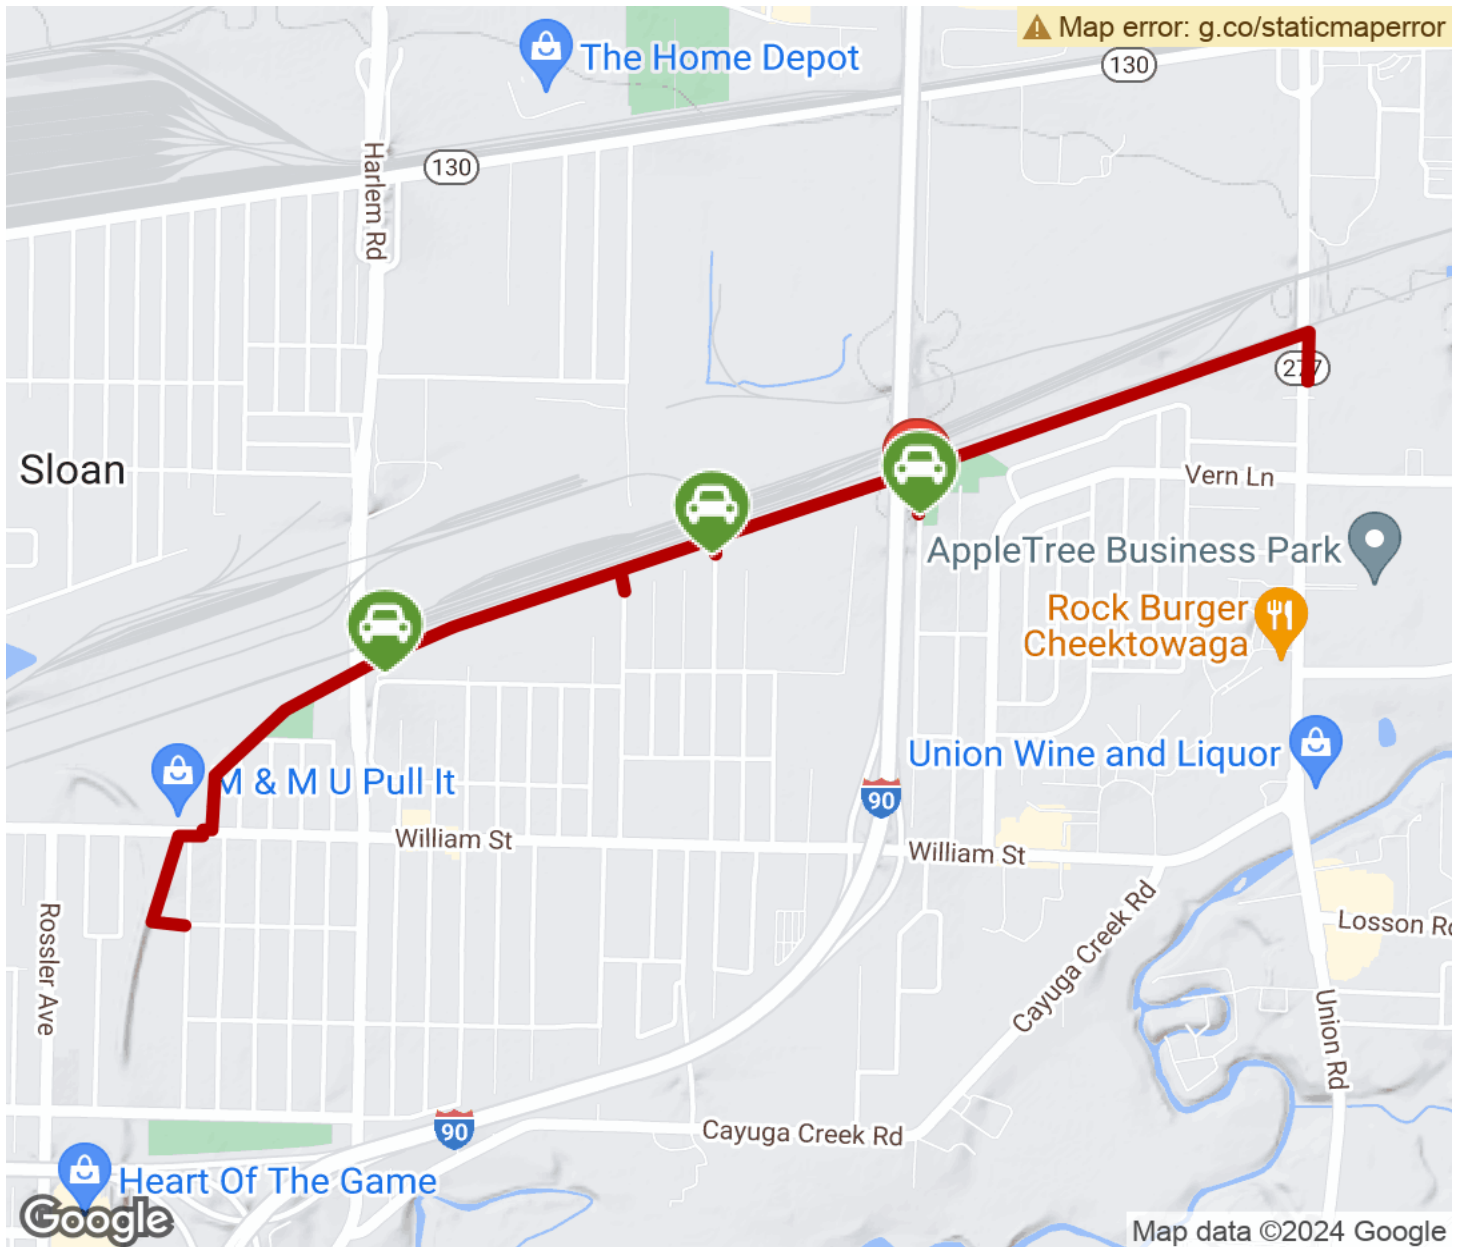 Map error: g.co/staticmaperror
The Home Depot
130
130
Harlem Rd
277
Sloan
Vern Ln
AppleTree Business Park
Rock Burger
Cheektowaga
Union Wine and Liquor
M & M U Pull It
90
William St
William St
Rossler Ave
Cayuga Creek Rd
Losson Rd
Union Rd
90
Cayuga Creek Rd
Heart Of The Game
Google
Map data ©2024 Google